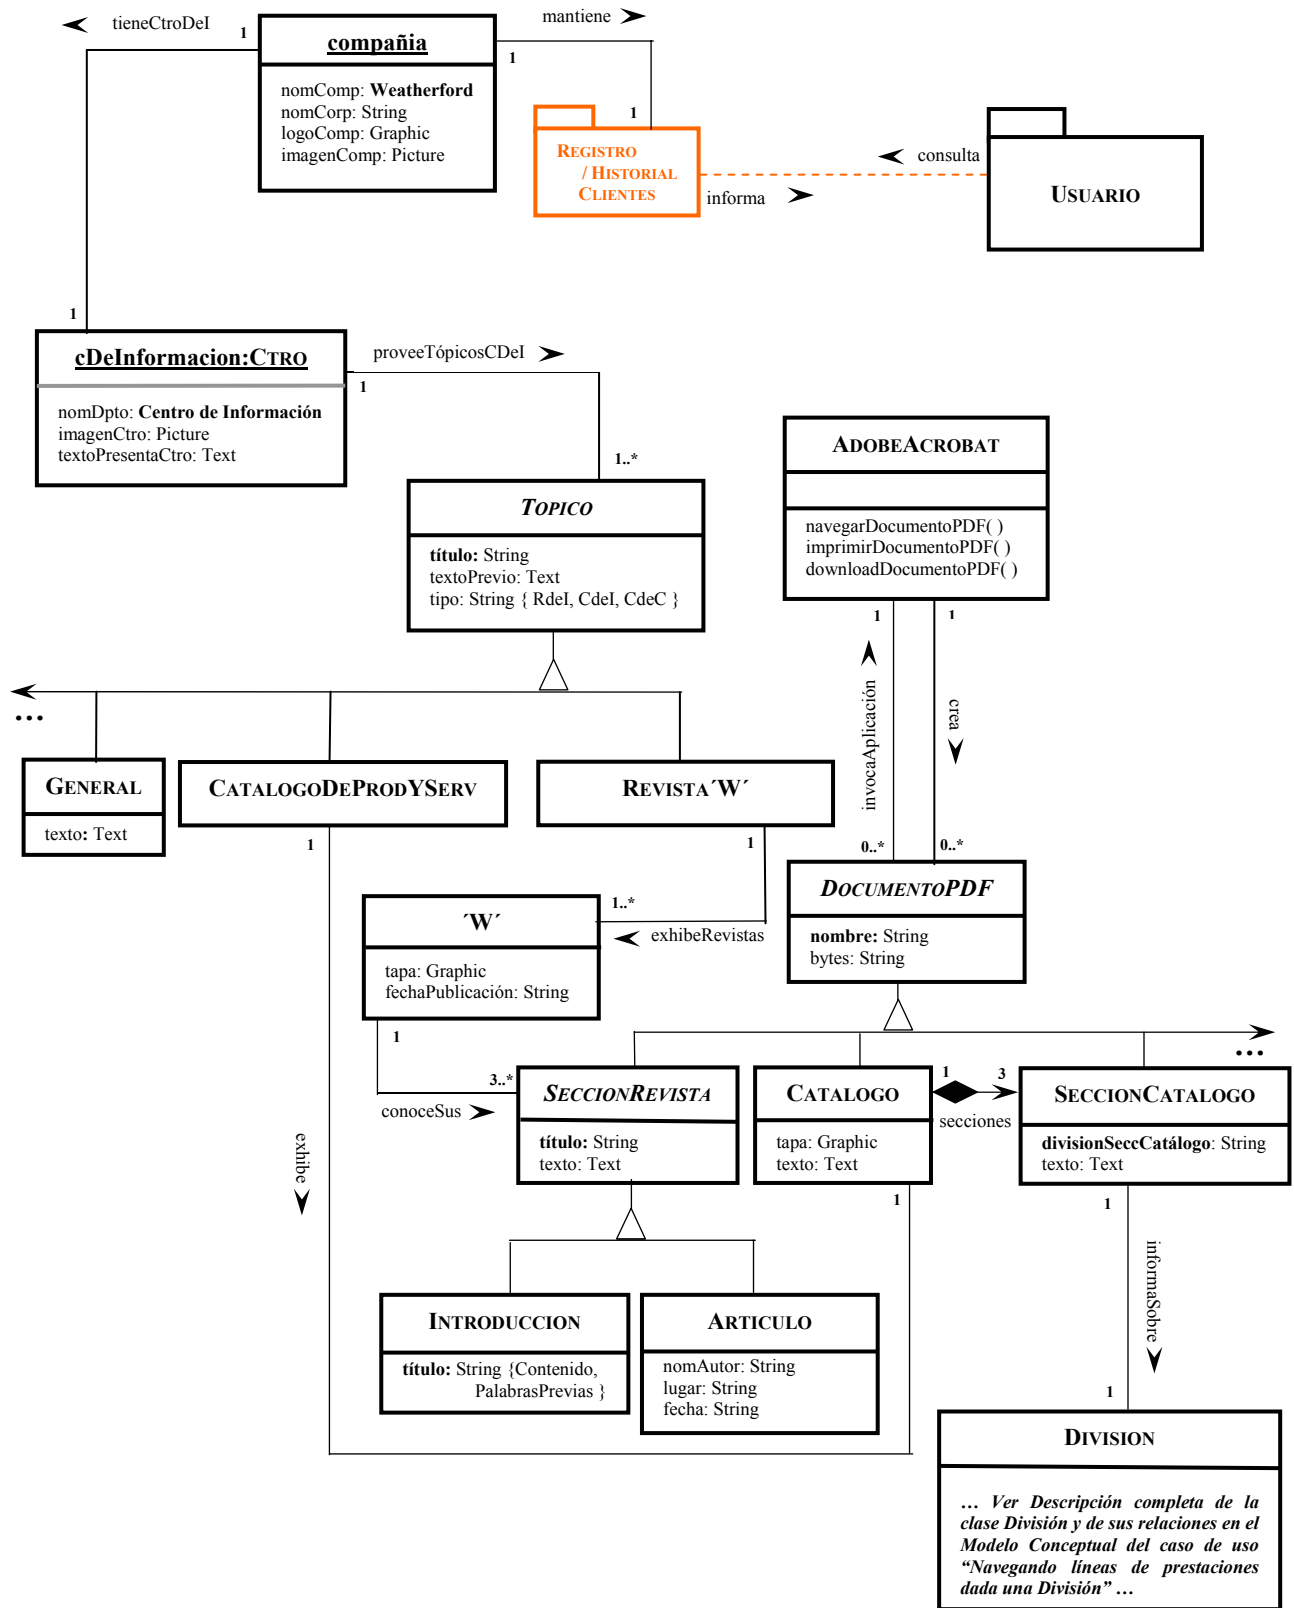 tieneCtroDeI
mantiene
1
compañia
1
nomComp: Weatherford
nomCorp: String
logoComp: Graphic
imagenComp: Picture
1
REGISTRO
/ HISTORIAL
CLIENTES
consulta
informa
USUARIO
1
cDeInformacion:CTRO
proveeTópicosCDeI
1
nomDpto: Centro de Información
imagenCtro: Picture
textoPresentaCtro: Text
1..*
TOPICO
título: String
textoPrevio: Text
tipo: String { RdeI, CdeI, CdeC }
ADOBEACROBAT
navegarDocumentoPDF( )
imprimirDocumentoPDF( )
downloadDocumentoPDF( )
1
1
invocaAplicación
crea
...
GENERAL
texto: Text
CATALOGODEPRODYSERV
REVISTA´W´
1
1
0..*
0..*
DOCUMENTOPDF
nombre: String
bytes: String
1..*
exhibeRevistas
´W´
tapa: Graphic
fechaPublicación: String
1
3..*
conoceSus
...
SECCIONREVISTA
título: String
texto: Text
CATALOGO
tapa: Graphic
texto: Text
1
3
secciones
SECCIONCATALOGO
divisionSeccCatálogo: String
texto: Text
exhibe
1
1
informaSobre
INTRODUCCION
título: String {Contenido,
PalabrasPrevias }
ARTICULO
nomAutor: String
lugar: String
fecha: String
1
DIVISION
… Ver Descripción completa de la
clase División y de sus relaciones en el
Modelo Conceptual del caso de uso
“Navegando líneas de prestaciones
dada una División” …